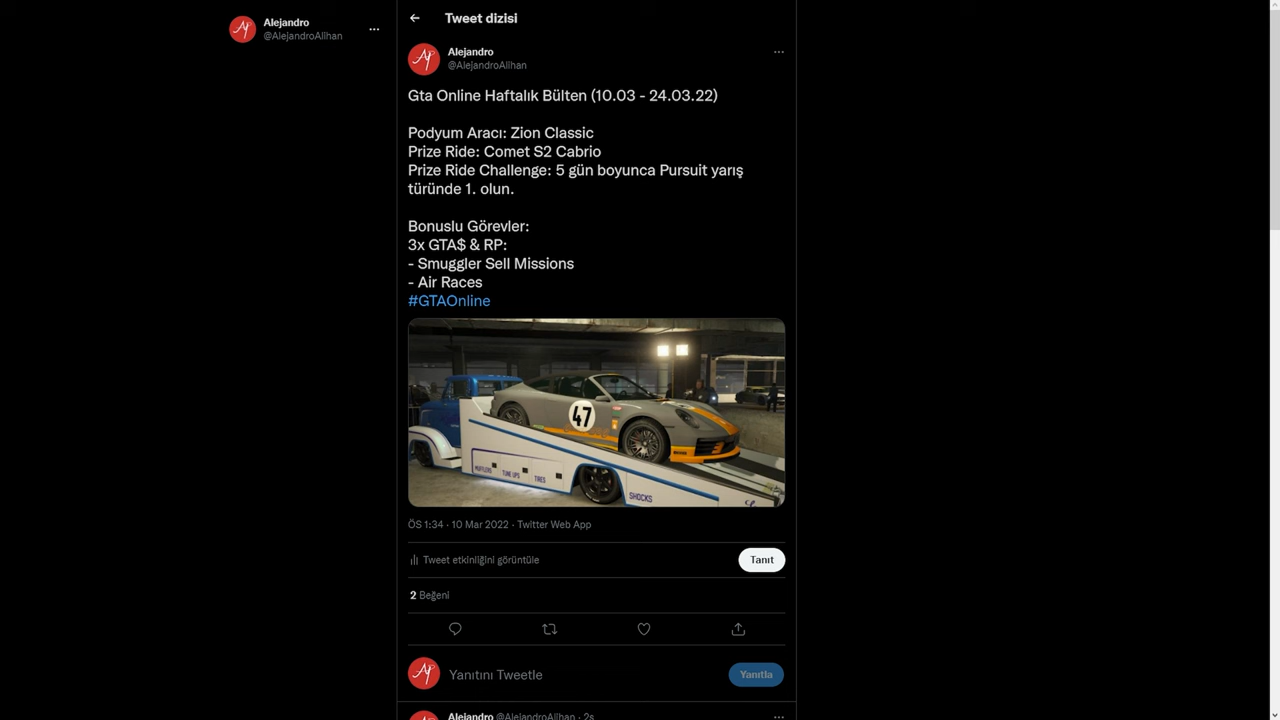 Alejandro
@AlejandroAllhan
Tweet dizisi
Alejandro
@AlejandroAllhan
Gta Online Haftalık Bülten (10.03 - 24.03.22)
Podyum Aracı: Zion Classic
Prize Ride: Comet S2 Cabrio
Prize Ride Challenge: 5 gün boyunca Pursuit yarış
türünde 1. olun.
Bonuslu Görevler:
3x GTA$ & RP:
- Smuggler Sell Missions
- Air Races
#GTAOnline
47
MUFFLERS
TUNE UPS
TIRES
SHOCKS
ÖS 1:34 · 10 Mar 2022 · Twitter Web App
Tweet etkinliğini görüntüle
Tanıt
2 Beğeni
Yanıtını Tweetle
Yanıtla
Alejandro @AlejandroAllhan · 2s